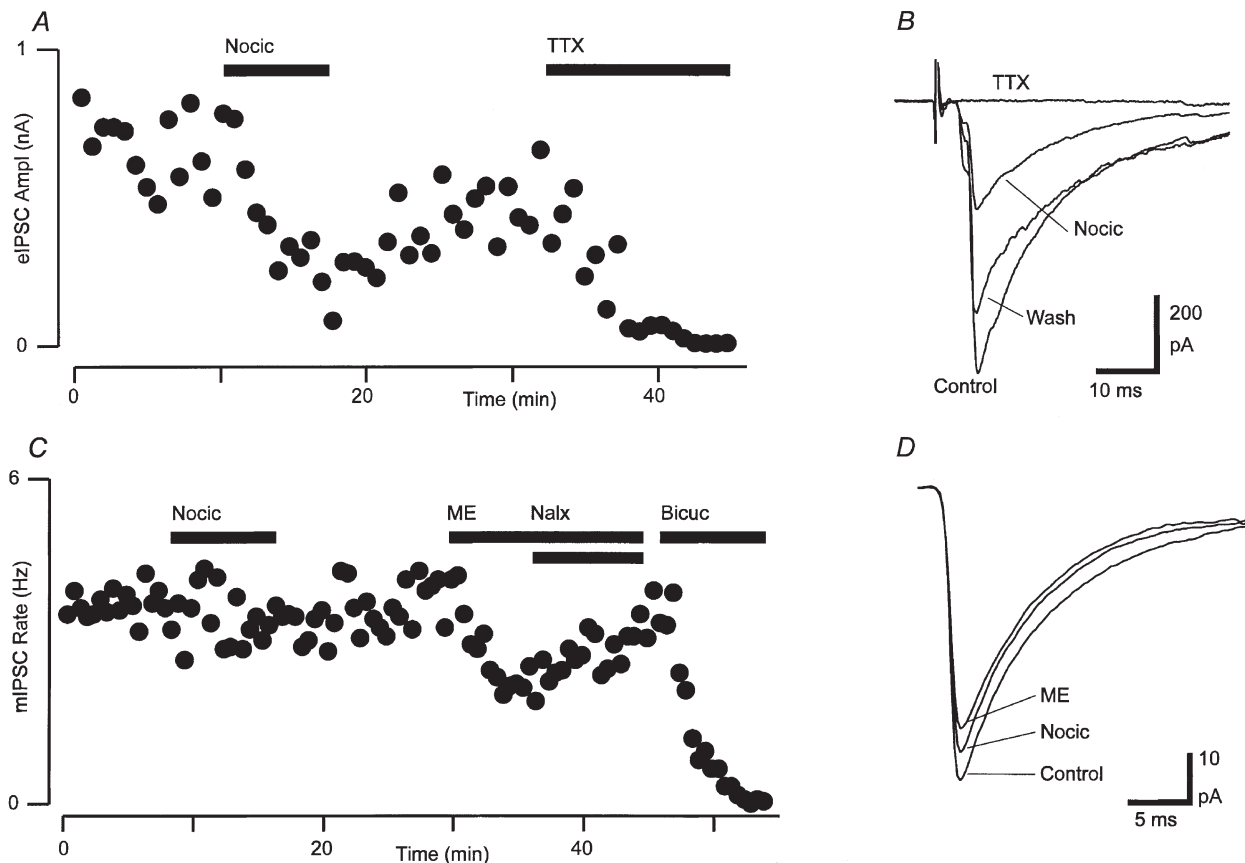 A
1
Nocic
TTX
eIPSC Ampl (nA)
0
0
20
40
Time (min)
B
TTX
Nocic
Wash
Control
200
pA
10 ms
C
6
Nocic
ME
Nalx
Bicuc
mIPSC Rate (Hz)
0
0
20
40
Time (min)
D
ME
Nocic
Control
10
pA
5 ms